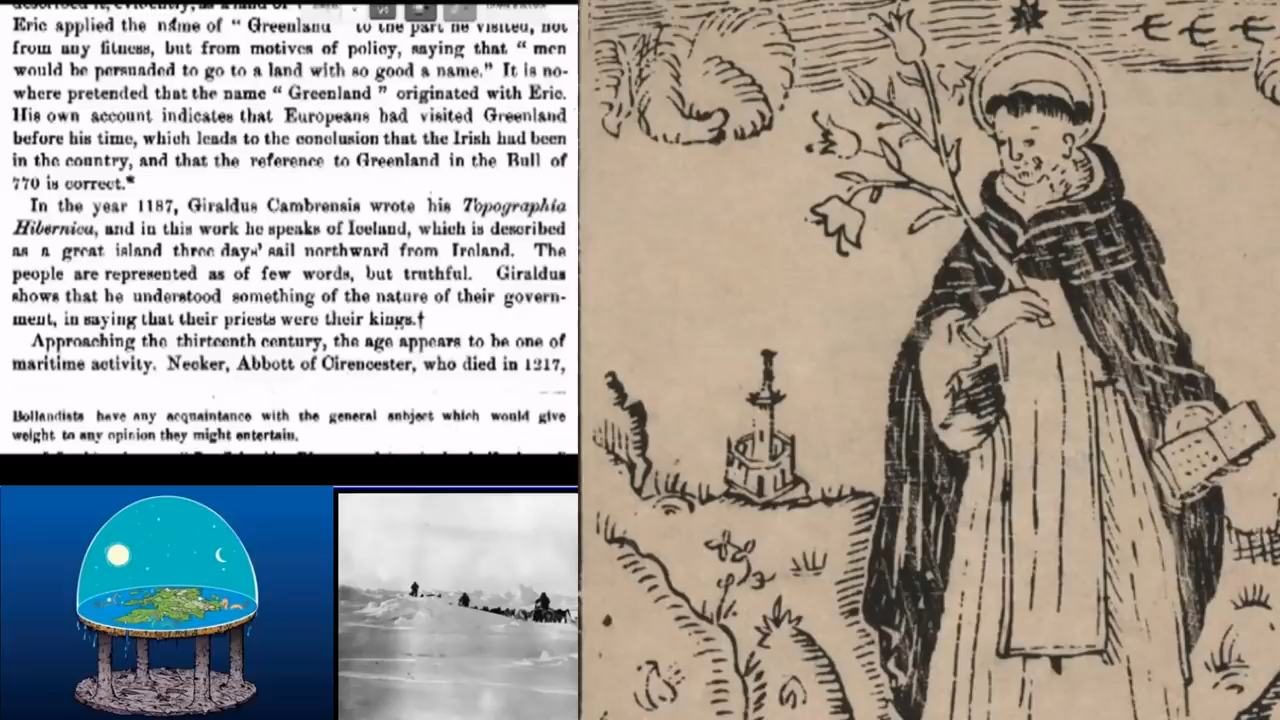 Eric applied the name of “ Greenland to the part he visited, not
from any fitness, but from motives of policy, saying that “ men
would be persuaded to go to a land with so good a name.” It is no-
where pretended that the name “ Greenland ” originated with Eric.
His own account indicates that Europeans had visited Greenland
before his time, which leads to the conclusion that the Irish had been
in the country, and that the reference to Greenland in the Bull of
770 is correct.*
In the year 1187, Giraldus Cambrensis wrote his Topographia
Hibernica, and in this work he speaks of Iceland, which is described
as a great island three days’ sail northward from Ireland. The
people are represented as of few words, but truthful. Giraldus
shows that he understood something of the nature of their govern-
ment, in saying that their priests were their kings.†
Approaching the thirteenth century, the age appears to be one of
maritime activity. Necker, Abbott of Cirencester, who died in 1217,
Bollandists have any acquaintance with the general subject which would give
weight to any opinion they might entertain.